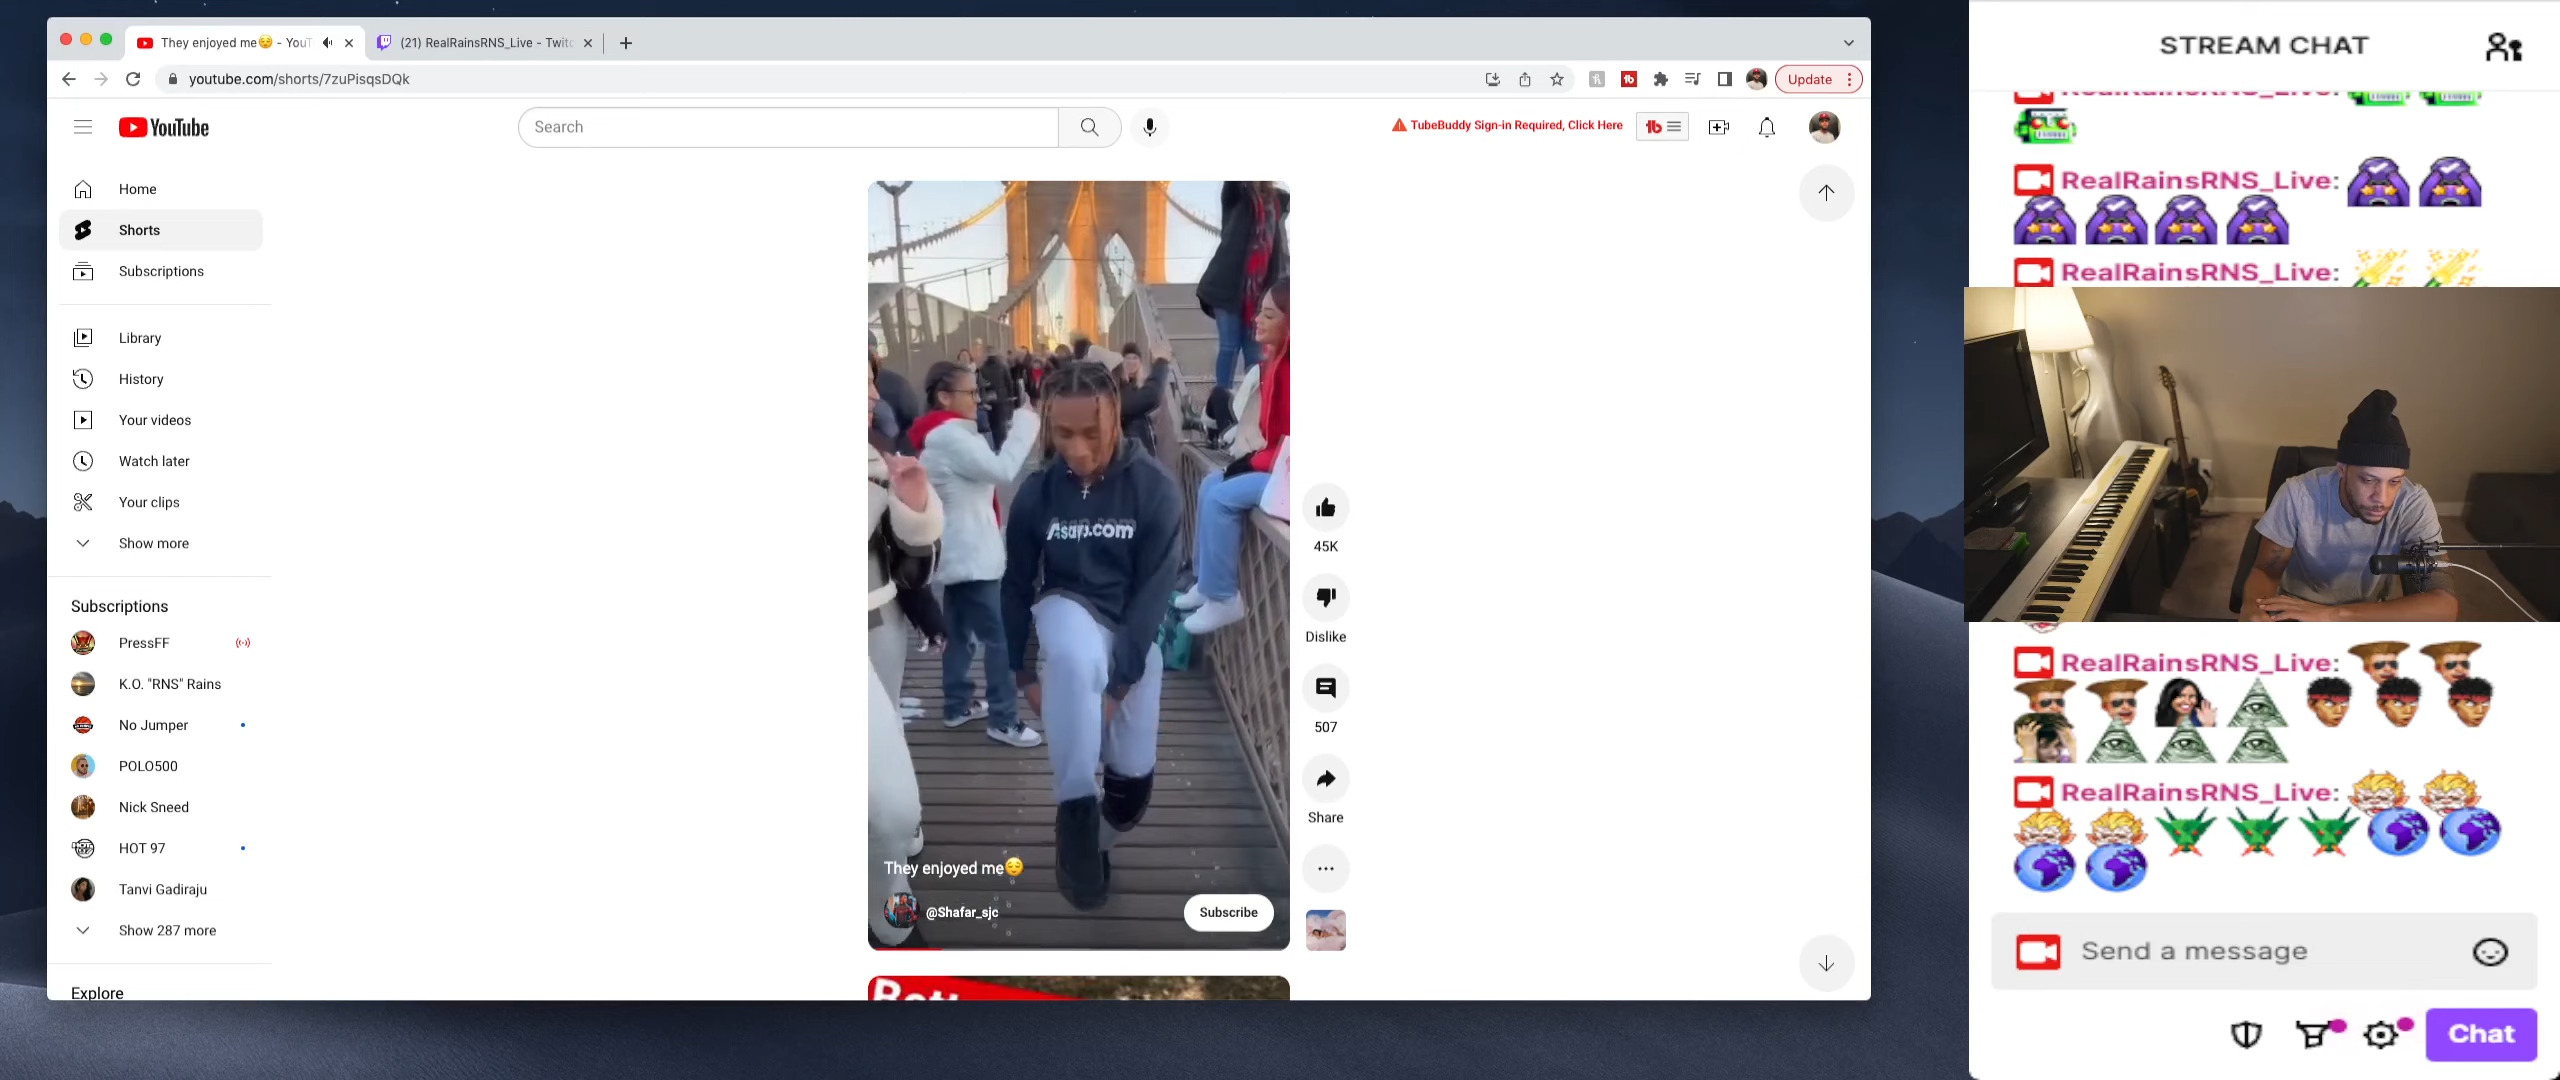 They enjoyed me😌 - YouT
(21) RealRainsRNS_Live - Twitc
youtube.com/shorts/7zuPisqsDQk
Update
YouTube
Search
TubeBuddy Sign-in Required, Click Here
Home
Shorts
Subscriptions
Library
History
Your videos
Watch later
Your clips
Show more
Subscriptions
PressFF
K.O. "RNS" Rains
No Jumper
POLO500
Nick Sneed
HOT 97
Tanvi Gadiraju
Show 287 more
Explore
Asap.com
They enjoyed me😌
@Shafar_sjc
Subscribe
45K
Dislike
507
Share
STREAM CHAT
RealRainsRNS_Live:
RealRainsRNS_Live:
RealRainsRNS_Live:
RealRainsRNS_Live:
RealRainsRNS_Live:
Send a message
Chat